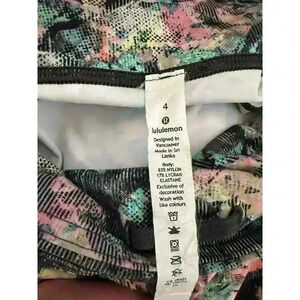 4
lululemon
Designed in
Vancouver
Made in Sri
Lanka
Body:
83% NYLON
17% LYCRA®
ELASTANE
Exclusive of
decoration
Wash with
like colours